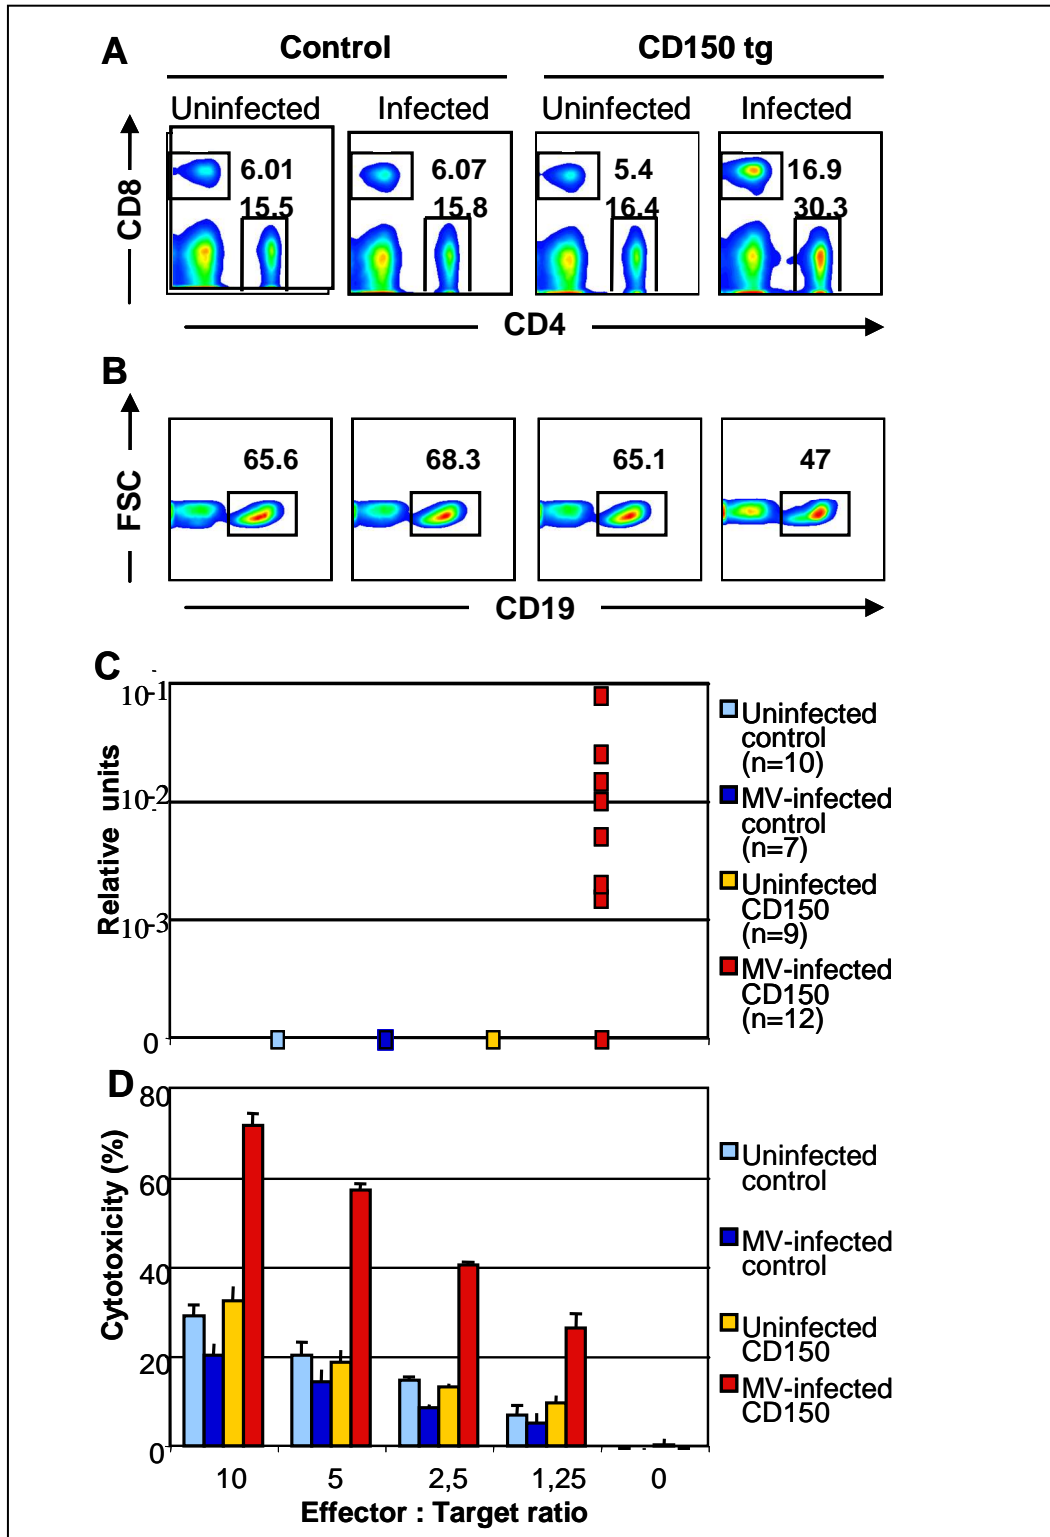 A
Control
CD150 tg
Uninfected
Infected
Uninfected
Infected
CD8
6.01
15.5
6.07
15.8
5.4
16.4
16.9
30.3
CD4
B
FSC
65.6
68.3
65.1
47
CD19
C
Relative units
10-1
10-2
10-3
0
Uninfected
control
(n=10)
MV-infected
control
(n=7)
Uninfected
CD150
(n=9)
MV-infected
CD150
(n=12)
D
Cytotoxicity (%)
80
60
40
20
0
10
5
2,5
1,25
0
Effector : Target ratio
Uninfected
control
MV-infected
control
Uninfected
CD150
MV-infected
CD150